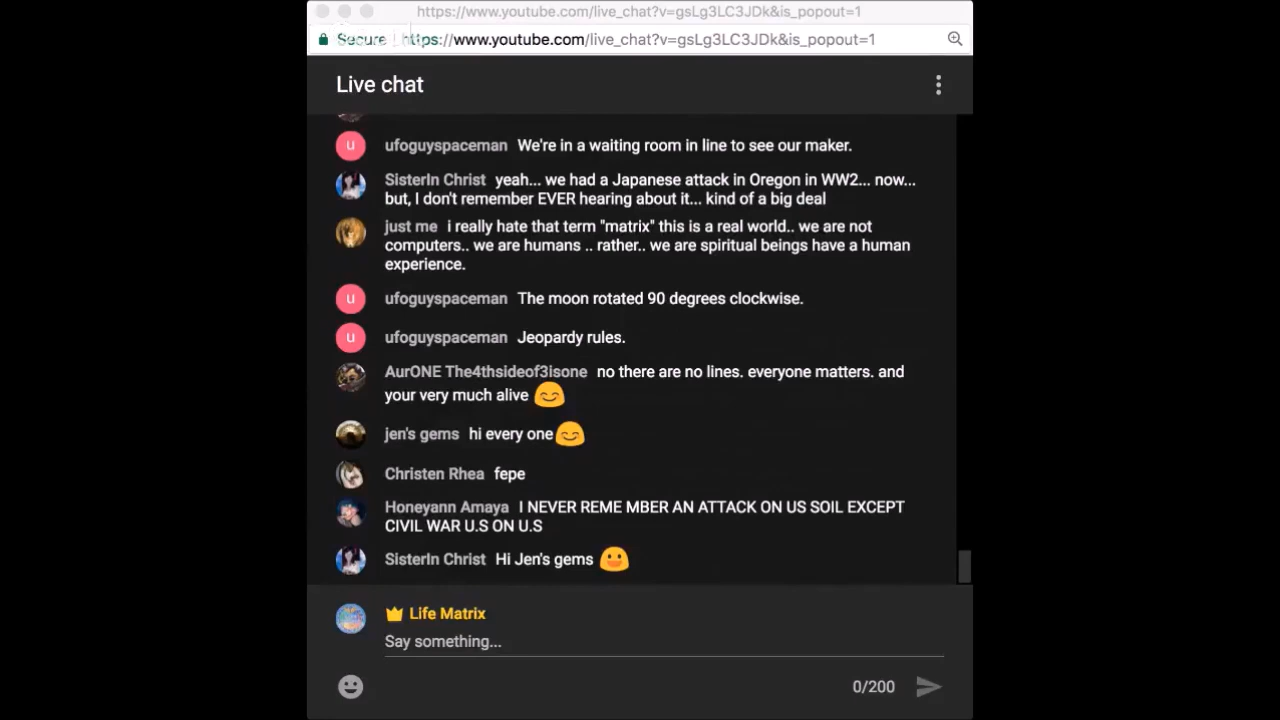 https://www.youtube.com/live_chat?v=gsLg3LC3JDk&is_popout=1
Secure https://www.youtube.com/live_chat?v=gsLg3LC3JDk&is_popout=1
Live chat
u ufoguyspaceman We're in a waiting room in line to see our maker.
SisterIn Christ yeah... we had a Japanese attack in Oregon in WW2... now...
but, I don't remember EVER hearing about it... kind of a big deal
just me i really hate that term "matrix" this is a real world.. we are not
computers.. we are humans .. rather.. we are spiritual beings have a human
experience.
u ufoguyspaceman The moon rotated 90 degrees clockwise.
u ufoguyspaceman Jeopardy rules.
AurONE The4thsideof3isone no there are no lines. everyone matters. and
your very much alive 😊
jen's gems hi every one 😊
Christen Rhea fepe
Honeyann Amaya I NEVER REME MBER AN ATTACK ON US SOIL EXCEPT
CIVIL WAR U.S ON U.S
SisterIn Christ Hi Jen's gems 😀
Life Matrix
Say something...
0/200